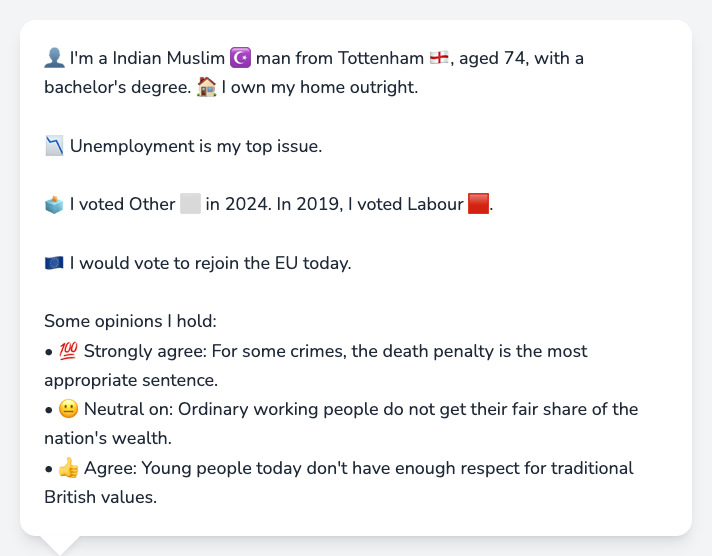 👤 I'm a Indian Muslim ☪️ man from Tottenham 🏴󠁧󠁢󠁥󠁮󠁧󠁿, aged 74, with a
bachelor's degree. 🏠 I own my home outright.
📉 Unemployment is my top issue.
🗳️ I voted Other ⬜ in 2024. In 2019, I voted Labour 🟥.
🇪🇺 I would vote to rejoin the EU today.
Some opinions I hold:
• 💯 Strongly agree: For some crimes, the death penalty is the most
appropriate sentence.
• 😐 Neutral on: Ordinary working people do not get their fair share of the
nation's wealth.
• 👍 Agree: Young people today don't have enough respect for traditional
British values.